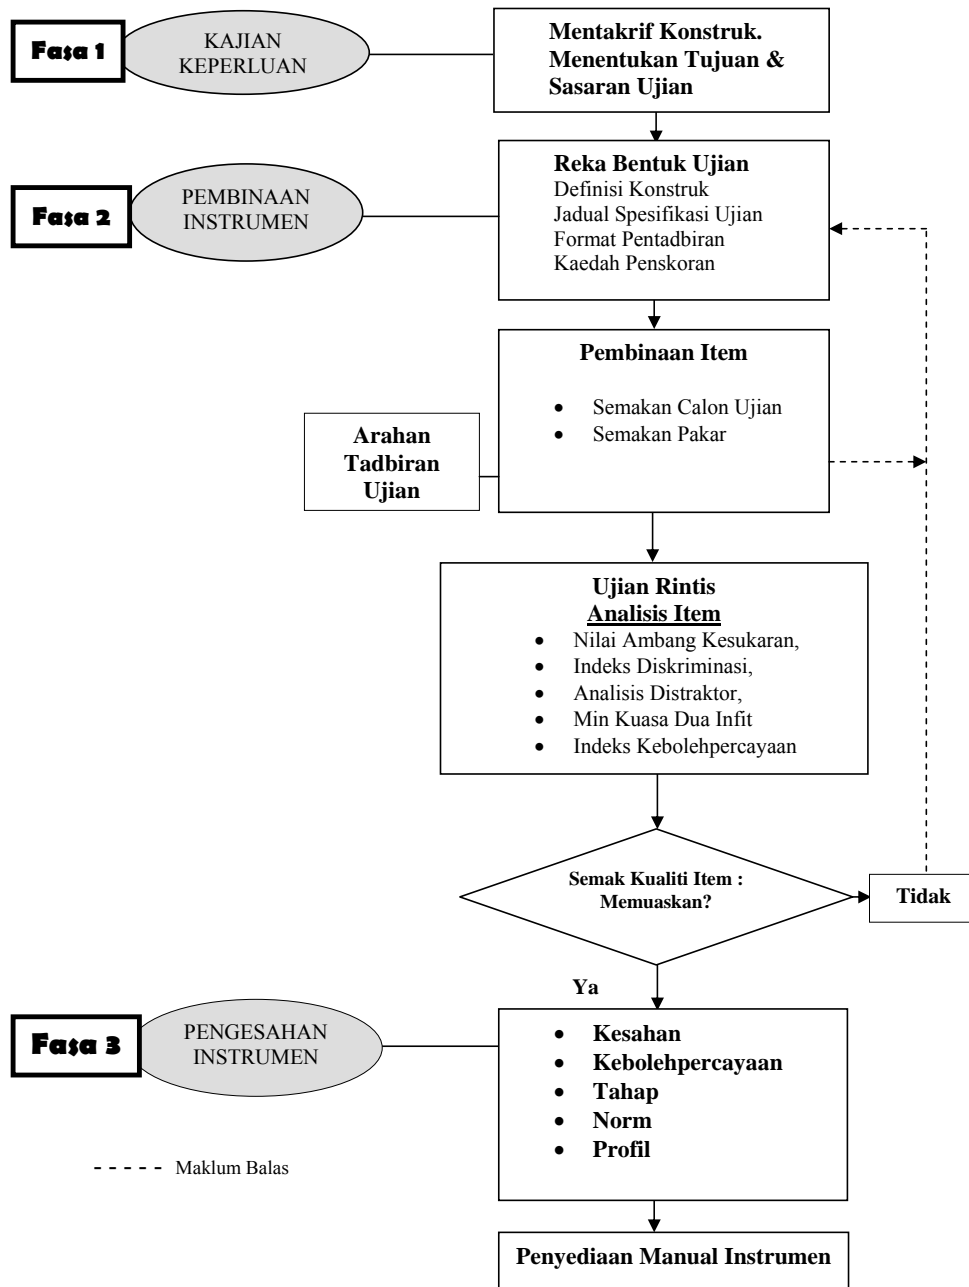 Fasa 1
KAJIAN
KEPERLUAN
Mentakrif Konstruk.
Menentukan Tujuan &
Sasaran Ujian
Fasa 2
PEMBINAAN
INSTRUMEN
Reka Bentuk Ujian
Definisi Konstruk
Jadual Spesifikasi Ujian
Format Pentadbiran
Kaedah Penskoran
Pembinaan Item
• Semakan Calon Ujian
• Semakan Pakar
Arahan
Tadbiran
Ujian
Ujian Rintis
Analisis Item
• Nilai Ambang Kesukaran,
• Indeks Diskriminasi,
• Analisis Distraktor,
• Min Kuasa Dua Infit
• Indeks Kebolehpercayaan
Semak Kualiti Item :
Memuaskan?
Tidak
Ya
Fasa 3
PENGESAHAN
INSTRUMEN
• Kesahan
• Kebolehpercayaan
• Tahap
• Norm
• Profil
Maklum Balas
Penyediaan Manual Instrumen